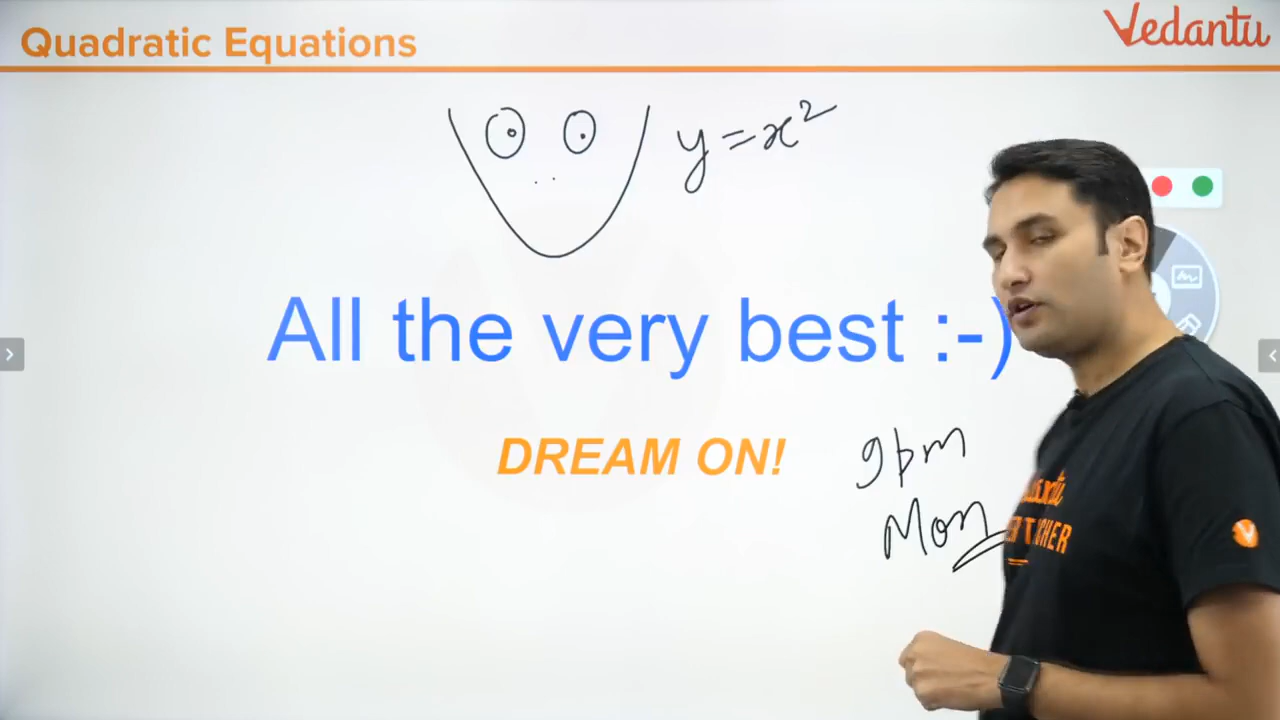 Quadratic Equations
Vedantu
y = x²
All the very best :-)
DREAM ON!
9pm
Mon